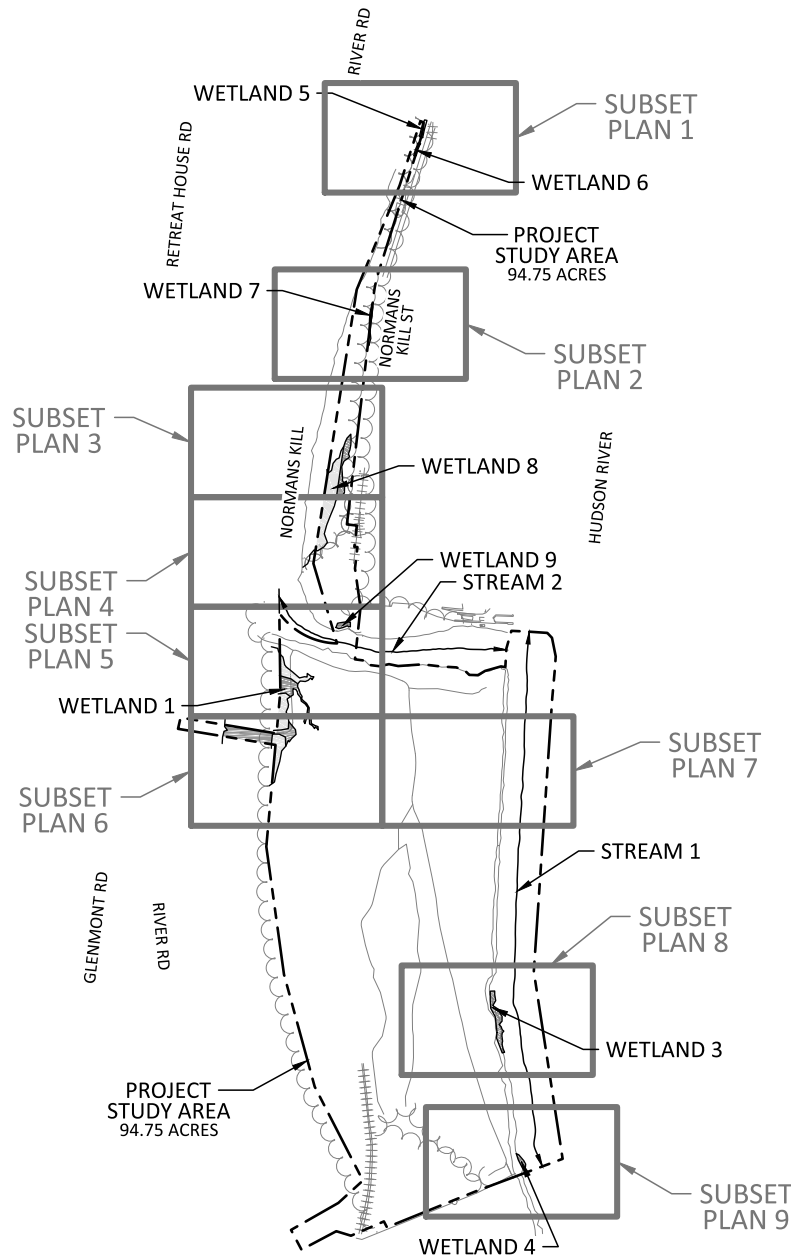 RIVER RD
WETLAND 5
SUBSET
PLAN 1
RETREAT HOUSE RD
WETLAND 6
PROJECT
STUDY AREA
94.75 ACRES
WETLAND 7
NORMANS
KILL ST
SUBSET
PLAN 2
SUBSET
PLAN 3
NORMANS KILL
WETLAND 8
HUDSON RIVER
WETLAND 9
STREAM 2
SUBSET
PLAN 4
SUBSET
PLAN 5
WETLAND 1
SUBSET
PLAN 7
SUBSET
PLAN 6
STREAM 1
GLENMONT RD
RIVER RD
SUBSET
PLAN 8
WETLAND 3
PROJECT
STUDY AREA
94.75 ACRES
SUBSET
PLAN 9
WETLAND 4